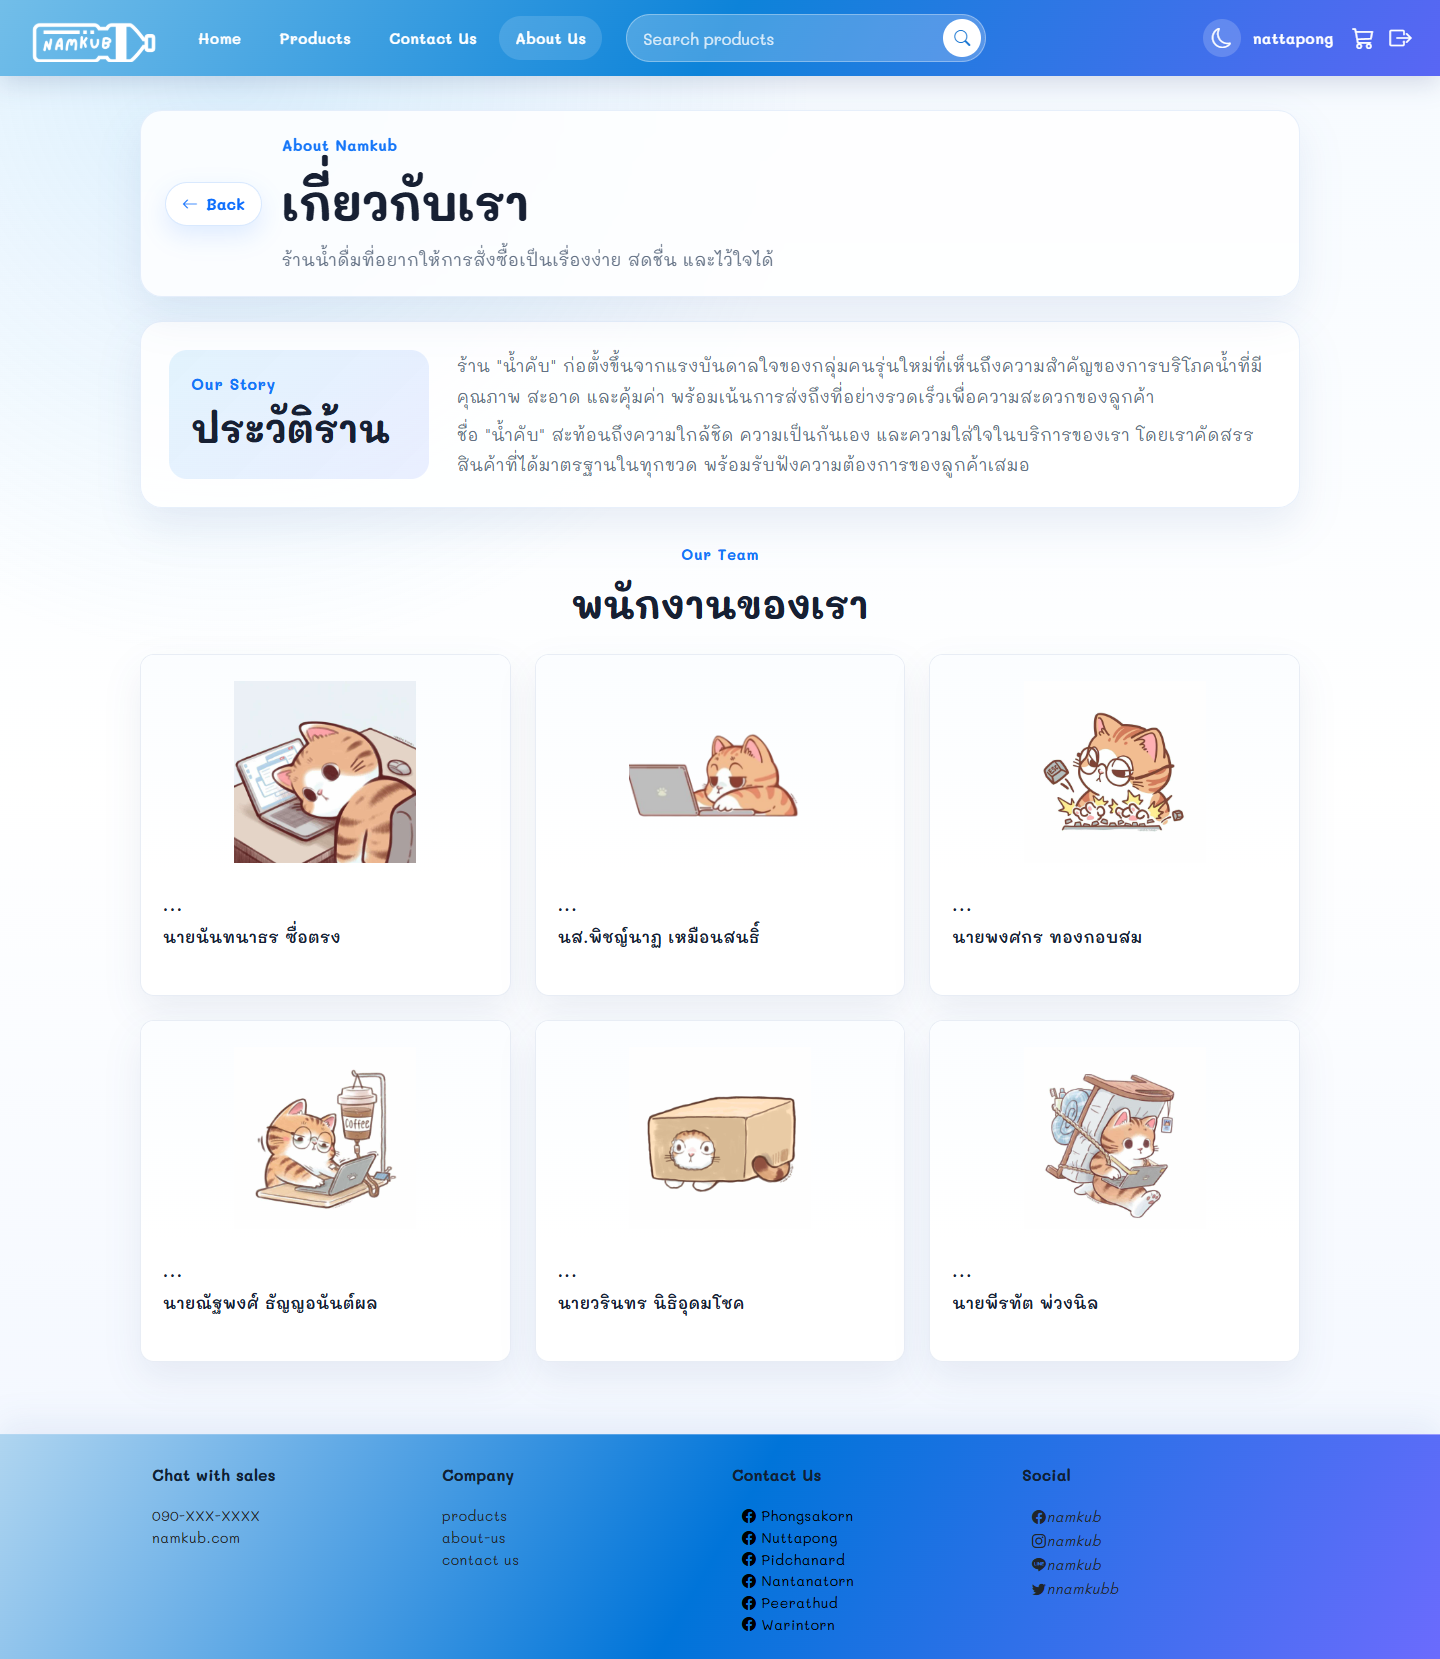 NAMKUB
Home
Products
Contact Us
About Us
Search products
nattapong
About Namkub
Back
เกี่ยวกับเรา
ร้านน้ำดื่มที่อยากให้การสั่งซื้อเป็นเรื่องง่าย สดชื่น และไว้ใจได้
Our Story
ประวัติร้าน
ร้าน "น้ำคับ" ก่อตั้งขึ้นจากแรงบันดาลใจของกลุ่มคนรุ่นใหม่ที่เห็นถึงความสำคัญของการบริโภคน้ำที่มี
คุณภาพ สะอาด และคุ้มค่า พร้อมเน้นการส่งถึงที่อย่างรวดเร็วเพื่อความสะดวกของลูกค้า
ชื่อ "น้ำคับ" สะท้อนถึงความใกล้ชิด ความเป็นกันเอง และความใส่ใจในบริการของเรา โดยเราคัดสรร
สินค้าที่ได้มาตรฐานในทุกขวด พร้อมรับฟังความต้องการของลูกค้าเสมอ
Our Team
พนักงานของเรา
...
นายนันทนาธร ซื่อตรง
...
นส.พิชญ์นาฏ เหมือนสนธิ์
...
นายพงศกร ทองกอบสม
coffee
...
นายณัฐพงศ์ ธัญญอนันต์ผล
...
นายวรินทร นิธิอุดมโชค
...
นายพีรทัต พ่วงนิล
Chat with sales
090-XXX-XXXX
namkub.com
Company
products
about-us
contact us
Contact Us
Phongsakorn
Nuttapong
Pidchanard
Nantanatorn
Peerathud
Warintorn
Social
namkub
namkub
namkub
nnamkubb